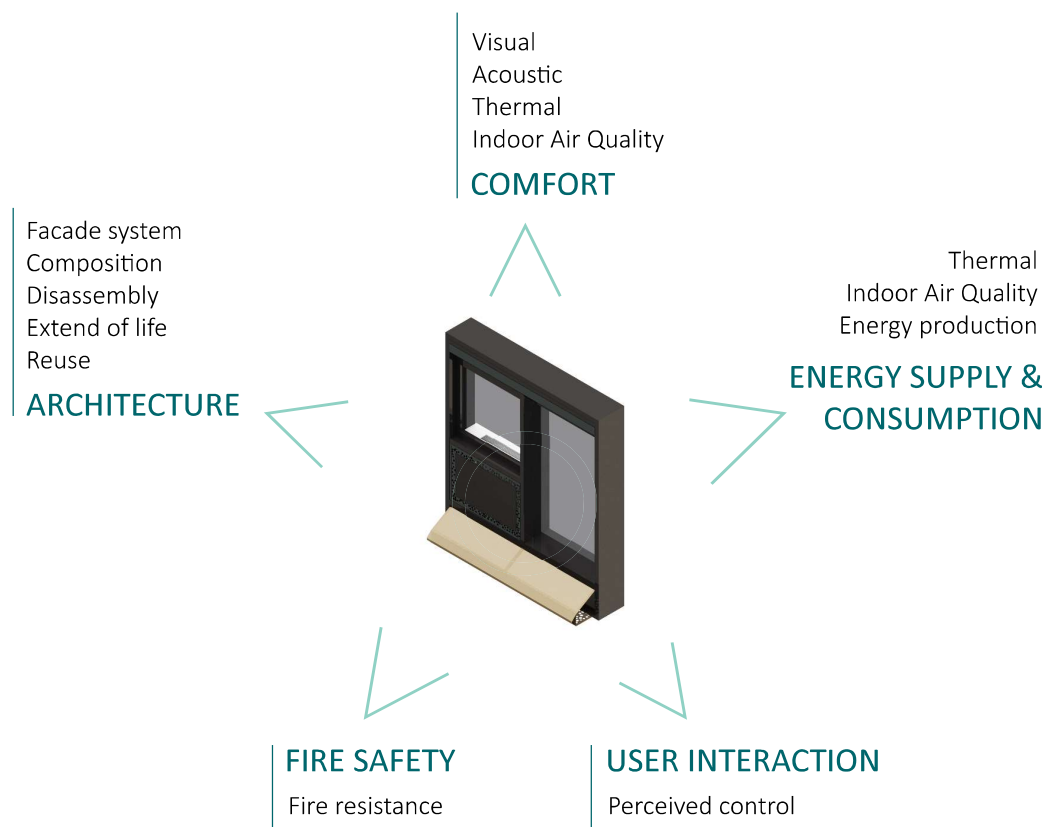 Visual
Acoustic
Thermal
Indoor Air Quality
COMFORT
Facade system
Composition
Disassembly
Extend of life
Reuse
ARCHITECTURE
Thermal
Indoor Air Quality
Energy production
ENERGY SUPPLY &
CONSUMPTION
FIRE SAFETY
Fire resistance
USER INTERACTION
Perceived control